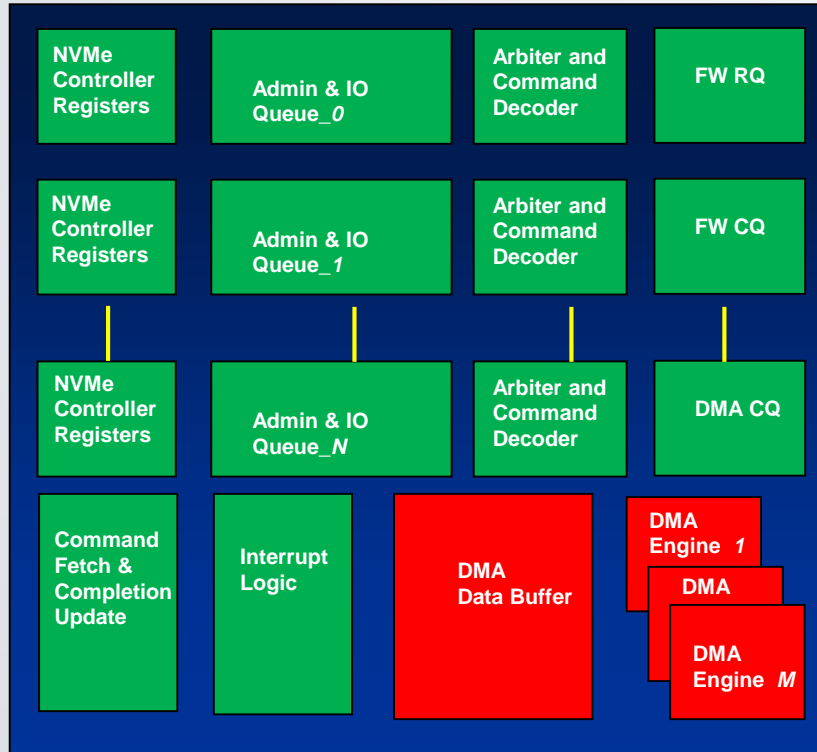 NVMe
Controller
Registers
Admin & IO
Queue_0
Arbiter and
Command
Decoder
FW RQ
NVMe
Controller
Registers
Admin & IO
Queue_1
Arbiter and
Command
Decoder
FW CQ
NVMe
Controller
Registers
Admin & IO
Queue_N
Arbiter and
Command
Decoder
DMA CQ
Command
Fetch &
Completion
Update
Interrupt
Logic
DMA
Data Buffer
DMA
Engine 1
DMA
DMA
Engine M